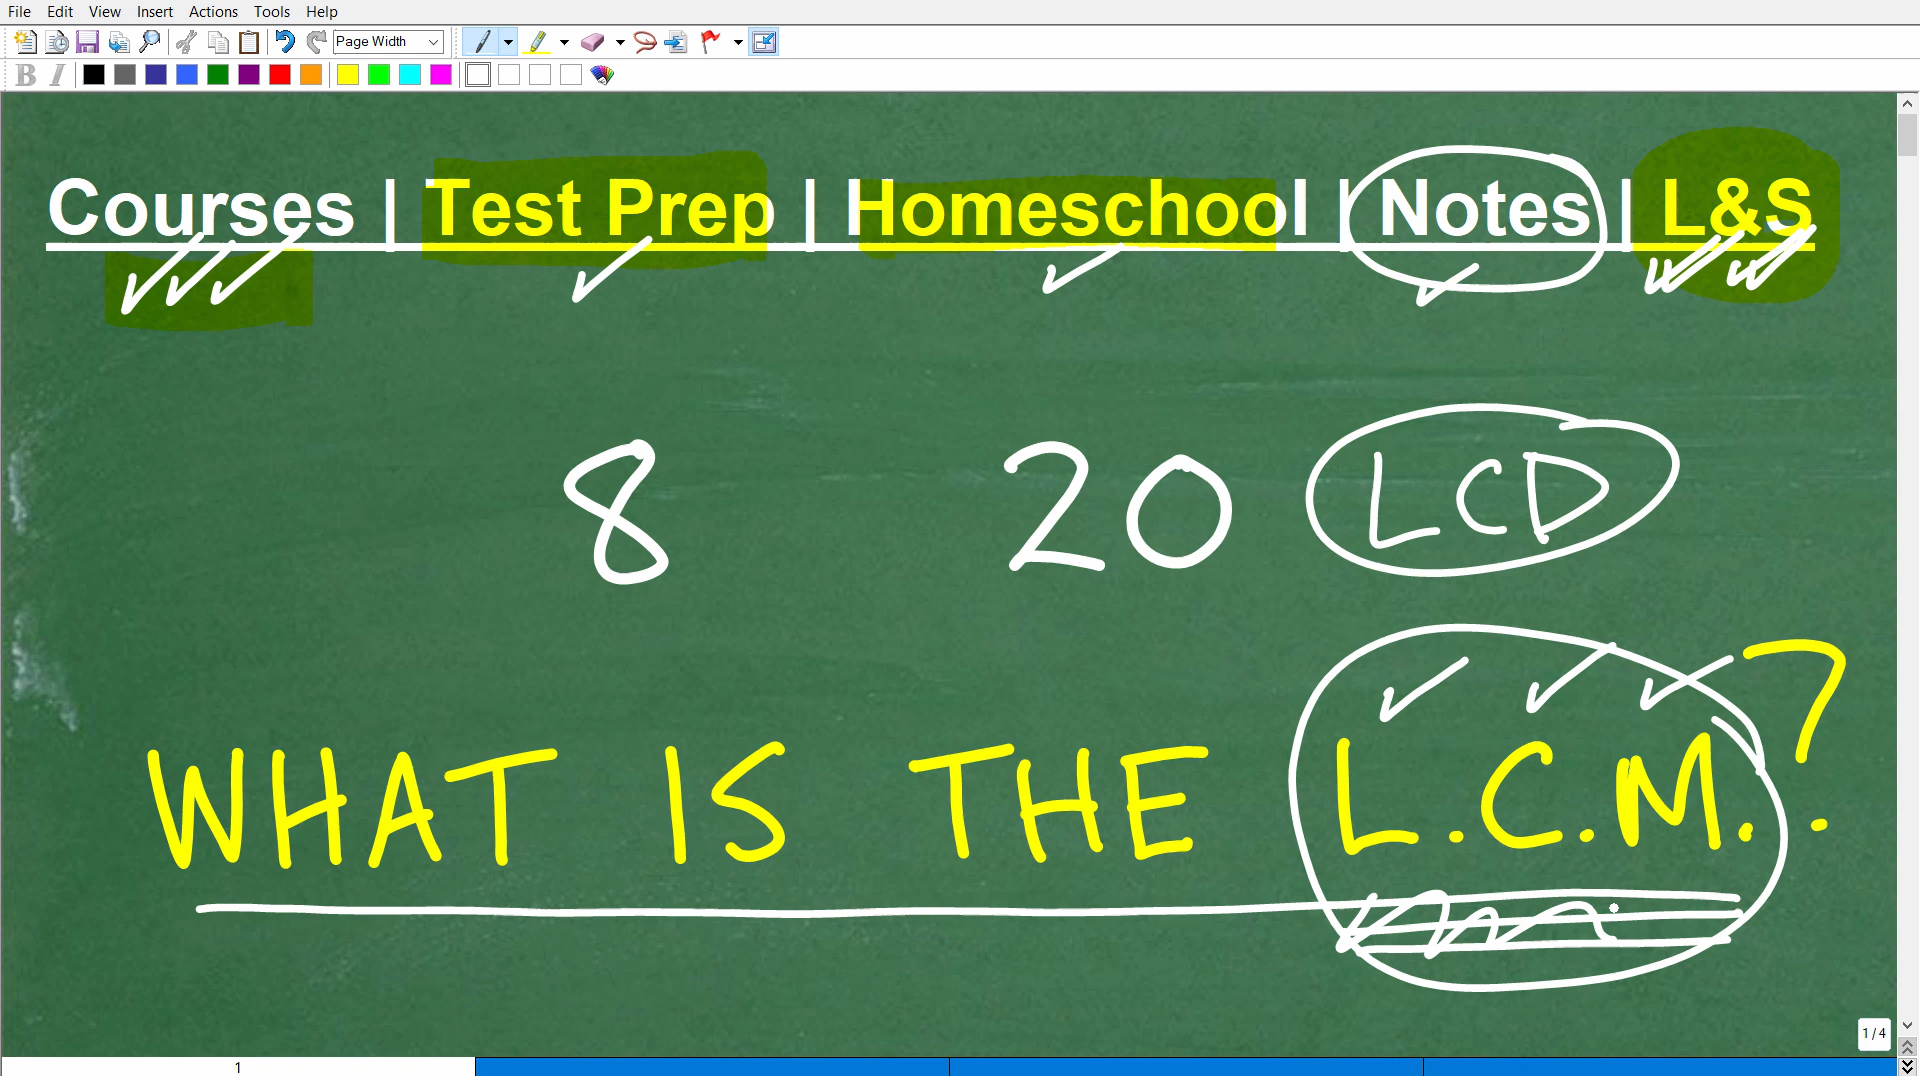 File Edit View Insert Actions Tools Help
Page Width
B I
Courses | Test Prep | Homeschool | Notes | L&S
8 20 LCD
WHAT IS THE L.C.M.?
1 / 4
1